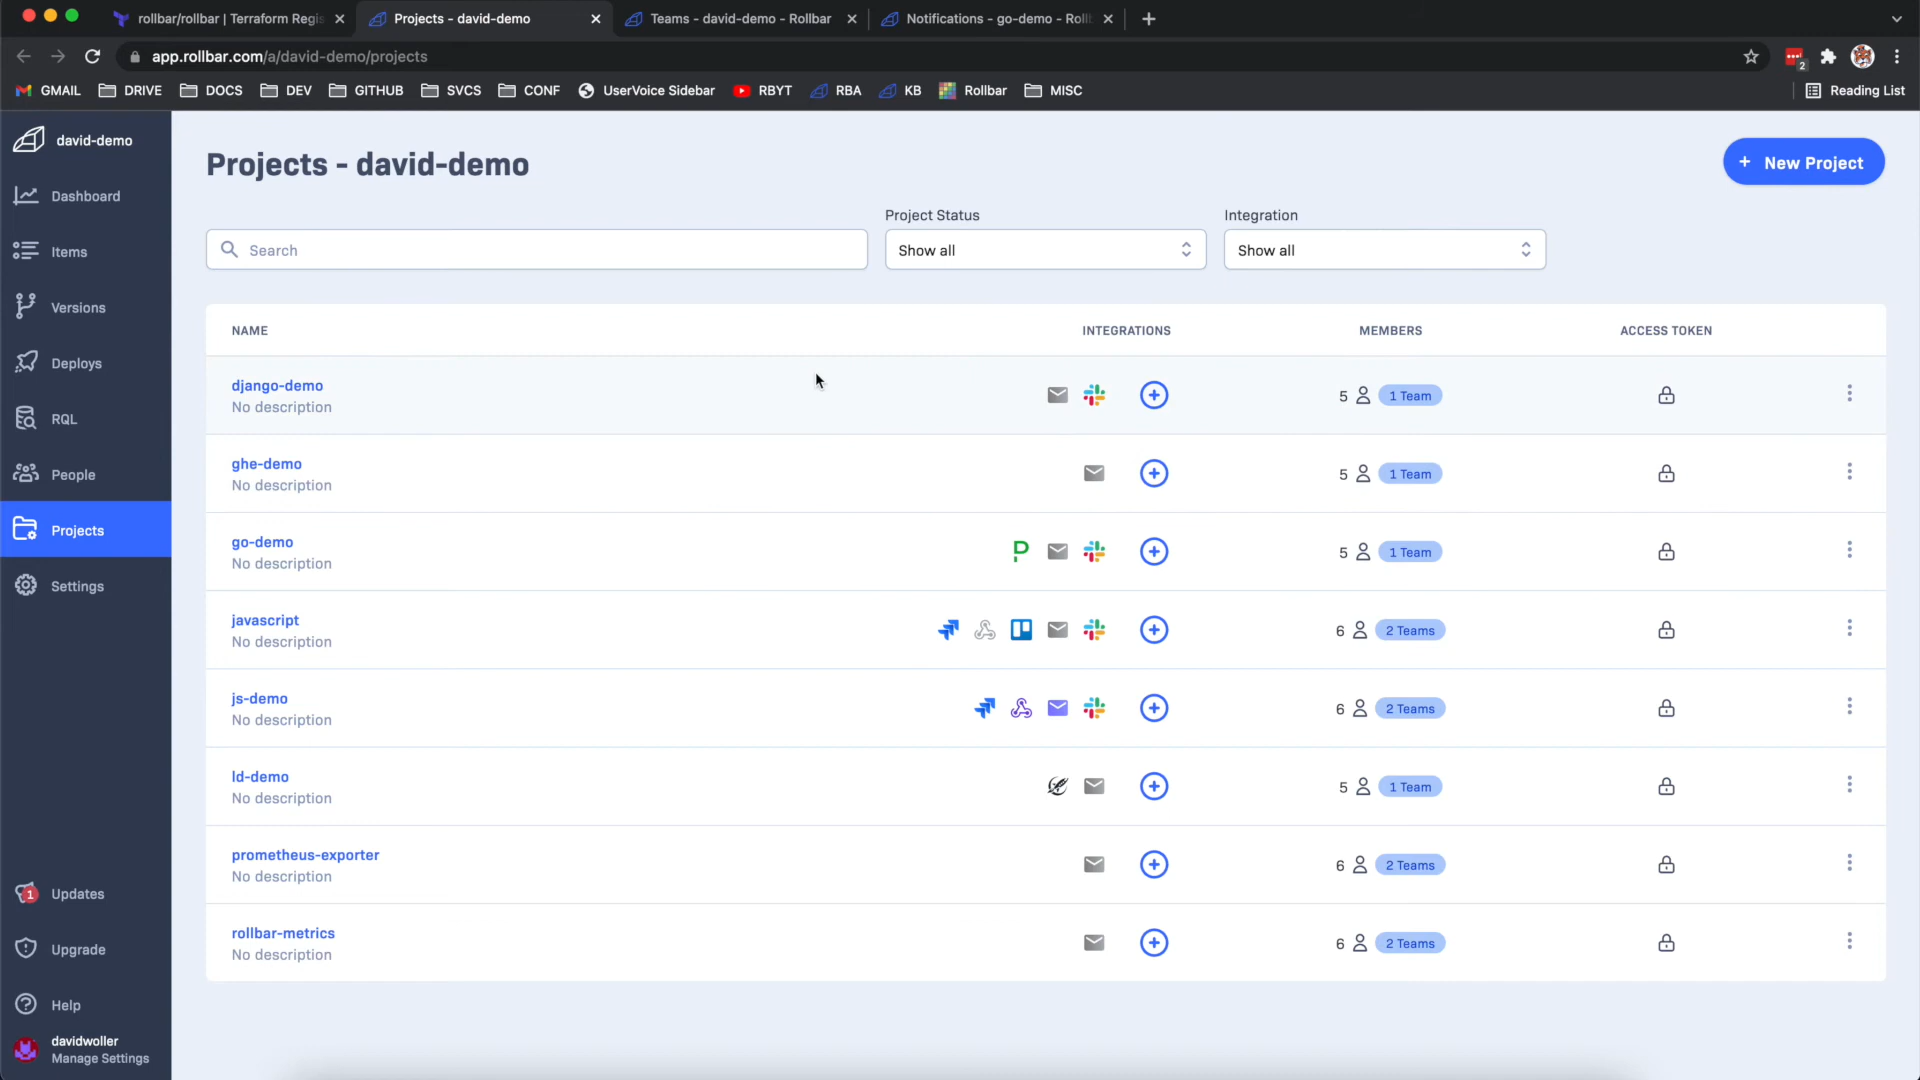 rollbar/rollbar | Terraform Regis
Projects - david-demo
Teams - david-demo - Rollbar
Notifications - go-demo - Roll
app.rollbar.com/a/david-demo/projects
2
GMAIL
DRIVE
DOCS
DEV
GITHUB
SVCS
CONF
UserVoice Sidebar
RBYT
RBA
KB
Rollbar
MISC
Reading List
david-demo
Dashboard
Items
Versions
Deploys
RQL
People
Projects
Settings
1
Updates
Upgrade
Help
davidwoller
Manage Settings
Projects - david-demo
+ New Project
Project Status
Integration
Search
Show all
Show all
NAME INTEGRATIONS MEMBERS ACCESS TOKEN
django-demo
No description
5 1 Team
ghe-demo
No description
5 1 Team
go-demo
No description
5 1 Team
javascript
No description
6 2 Teams
js-demo
No description
6 2 Teams
ld-demo
No description
5 1 Team
prometheus-exporter
No description
6 2 Teams
rollbar-metrics
No description
6 2 Teams